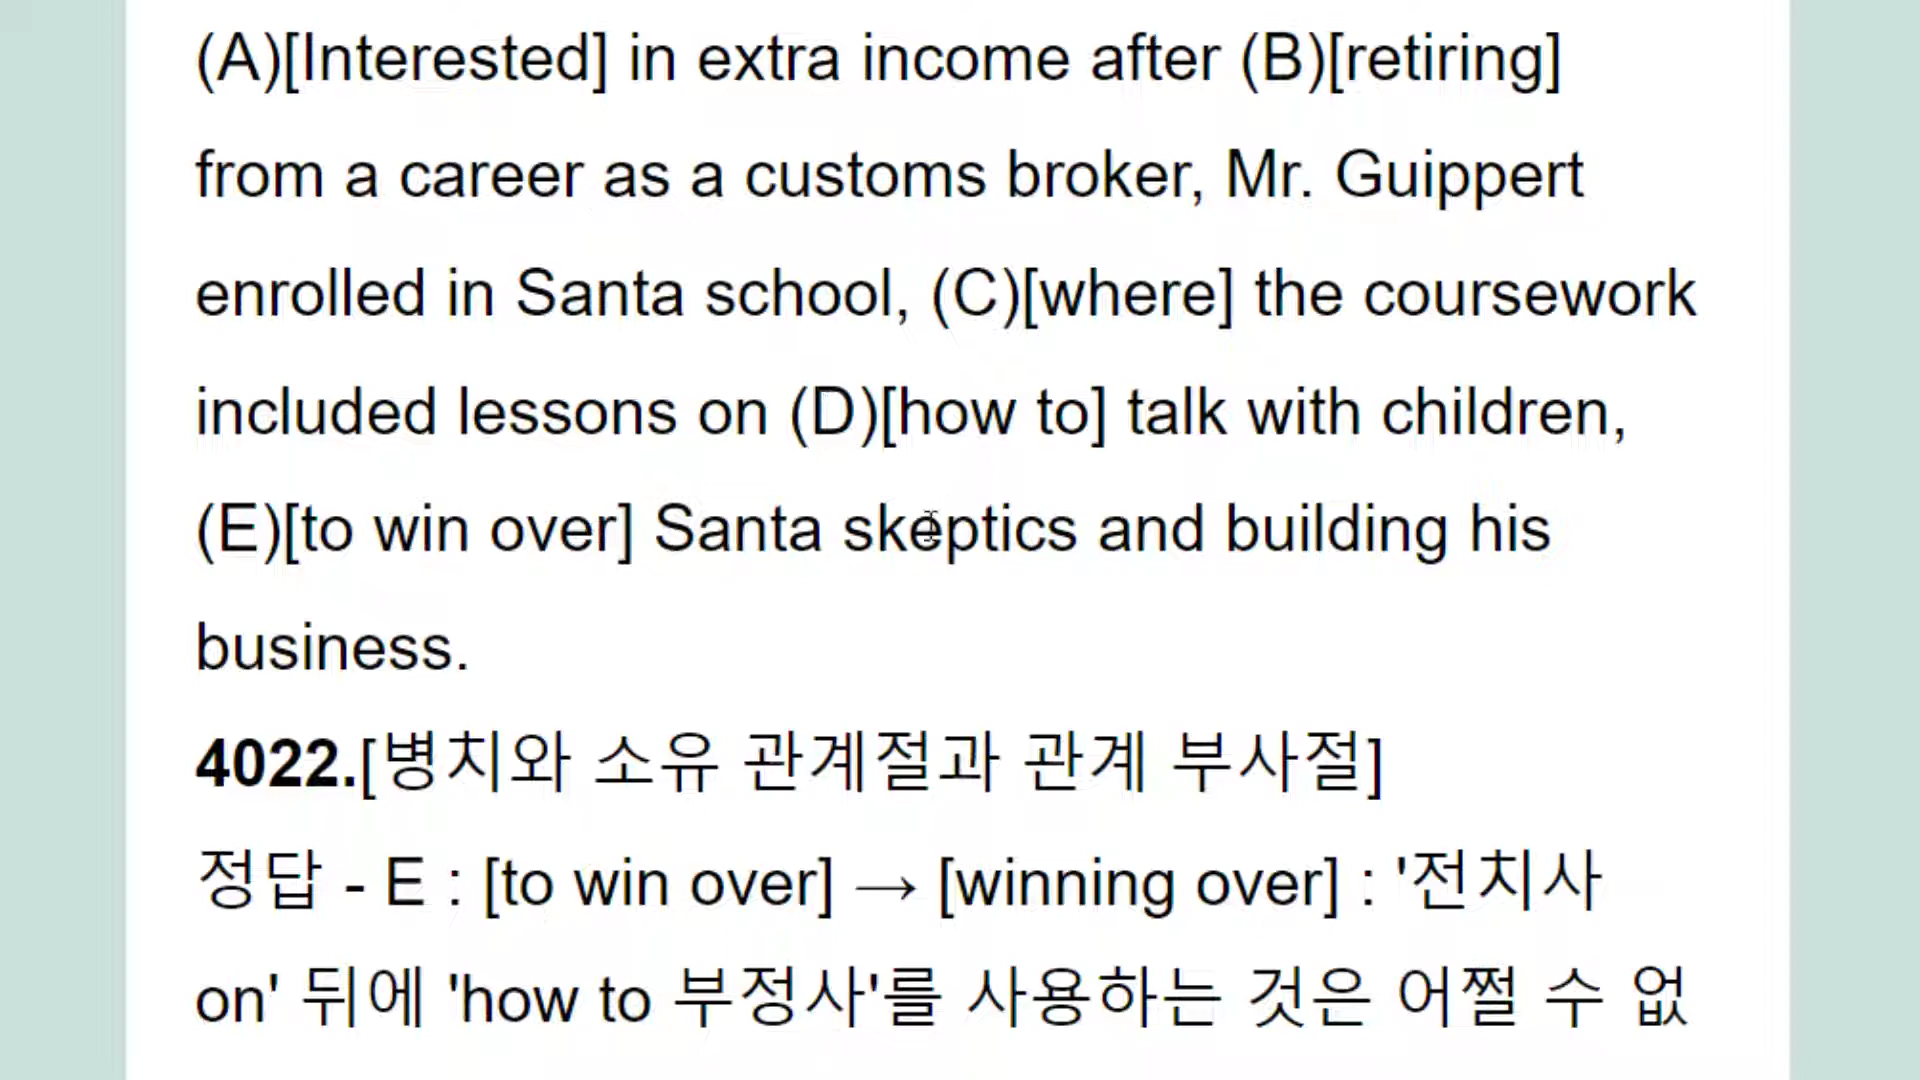 (A)[Interested] in extra income after (B)[retiring]
from a career as a customs broker, Mr. Guippert
enrolled in Santa school, (C)[where] the coursework
included lessons on (D)[how to] talk with children,
(E)[to win over] Santa skeptics and building his
business.
4022.[병치와 소유 관계절과 관계 부사절]
정답 - E : [to win over] → [winning over] : '전치사
on' 뒤에 'how to 부정사'를 사용하는 것은 어쩔 수 없